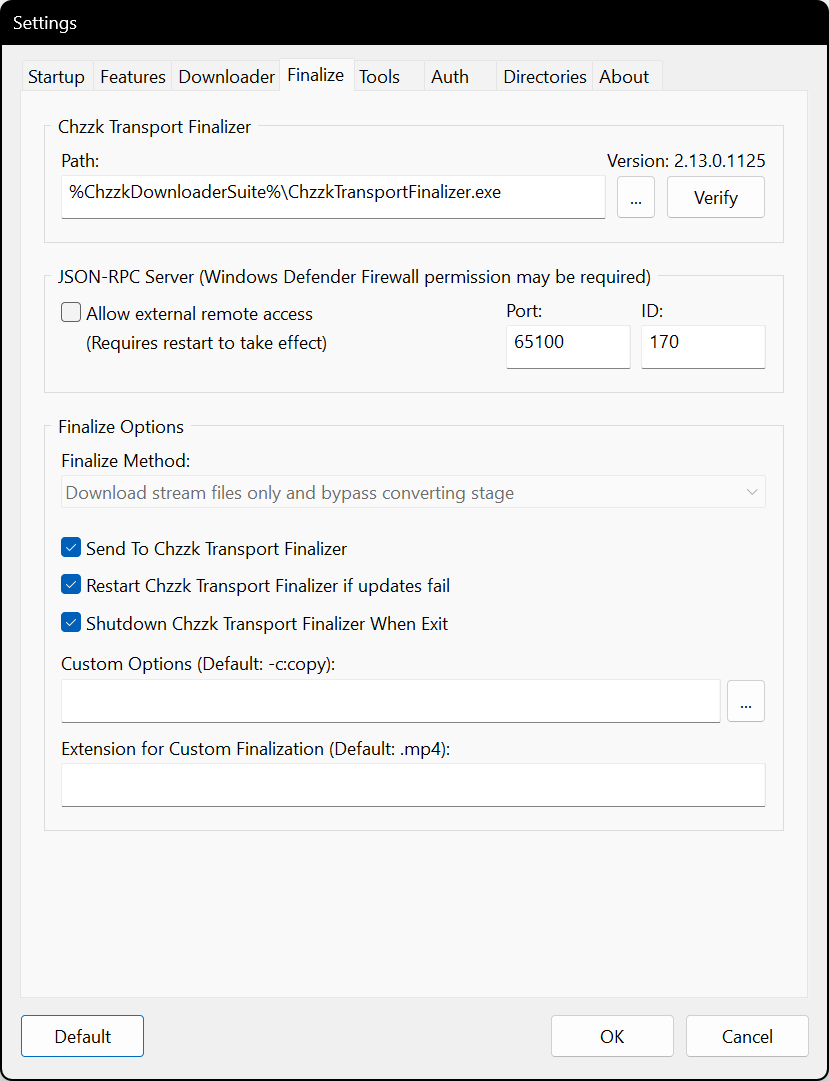 Settings
Startup Features Downloader Finalize Tools Auth Directories About
Chzzk Transport Finalizer
Path: Version: 2.13.0.1125
%ChzzkDownloaderSuite%\ChzzkTransportFinalizer.exe ... Verify
JSON-RPC Server (Windows Defender Firewall permission may be required)
Allow external remote access Port: ID:
(Requires restart to take effect) 65100 170
Finalize Options
Finalize Method:
Download stream files only and bypass converting stage
Send To Chzzk Transport Finalizer
Restart Chzzk Transport Finalizer if updates fail
Shutdown Chzzk Transport Finalizer When Exit
Custom Options (Default: -c:copy):
...
Extension for Custom Finalization (Default: .mp4):
Default OK Cancel